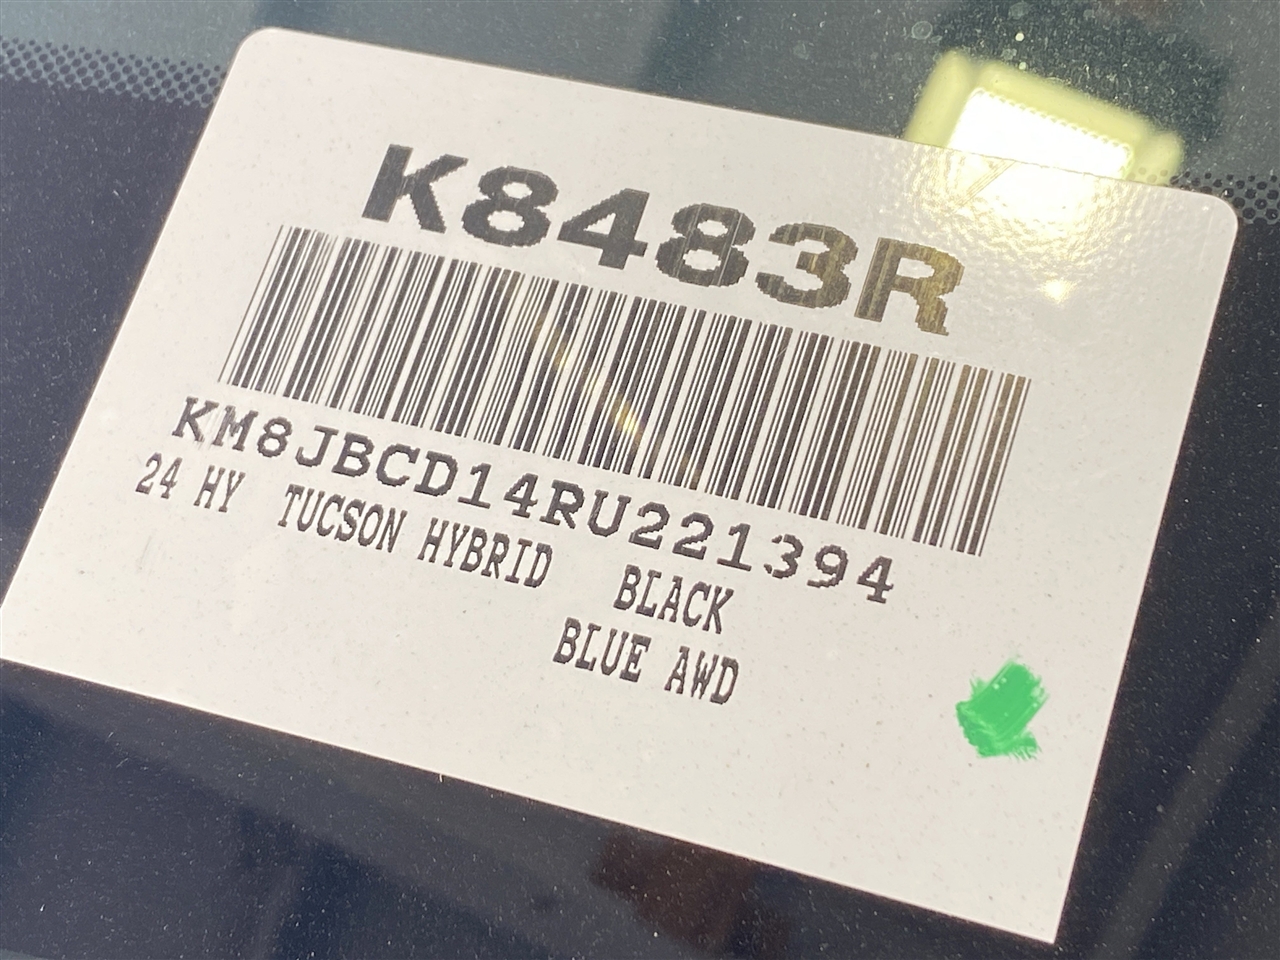 K8483R
KM8JBCD14RU221394
24 HY TUCSON HYBRID BLACK
BLUE AWD